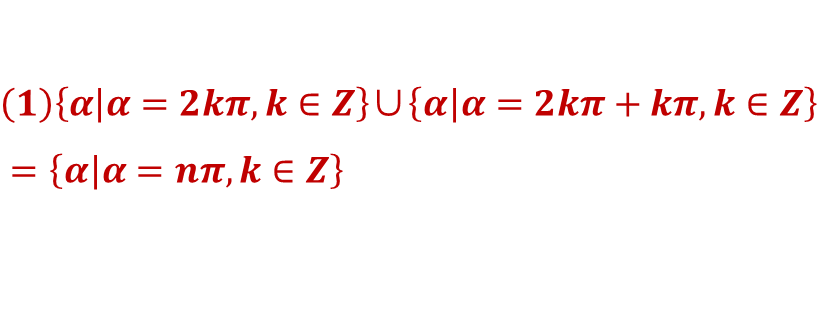 (1){α|α = 2kπ, k ∈ Z}∪{α|α = 2kπ + kπ, k ∈ Z}
= {α|α = nπ, k ∈ Z}